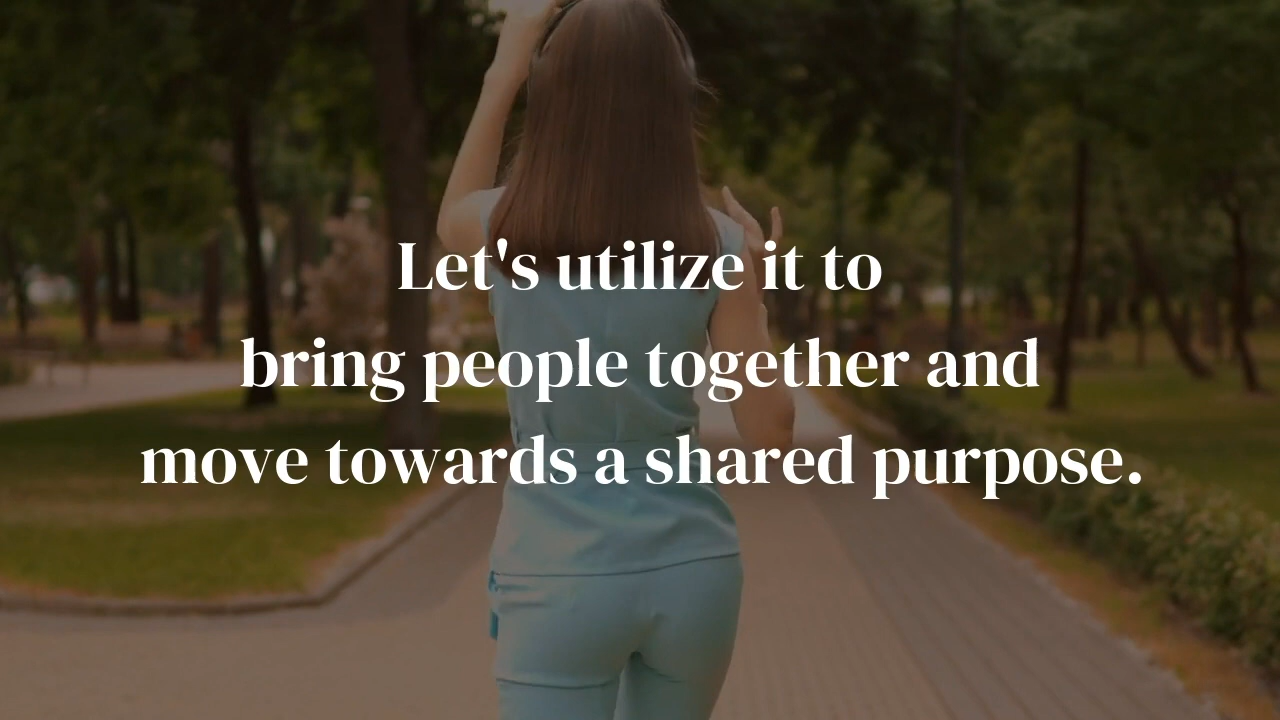 Let's utilize it to
bring people together and
move towards a shared purpose.